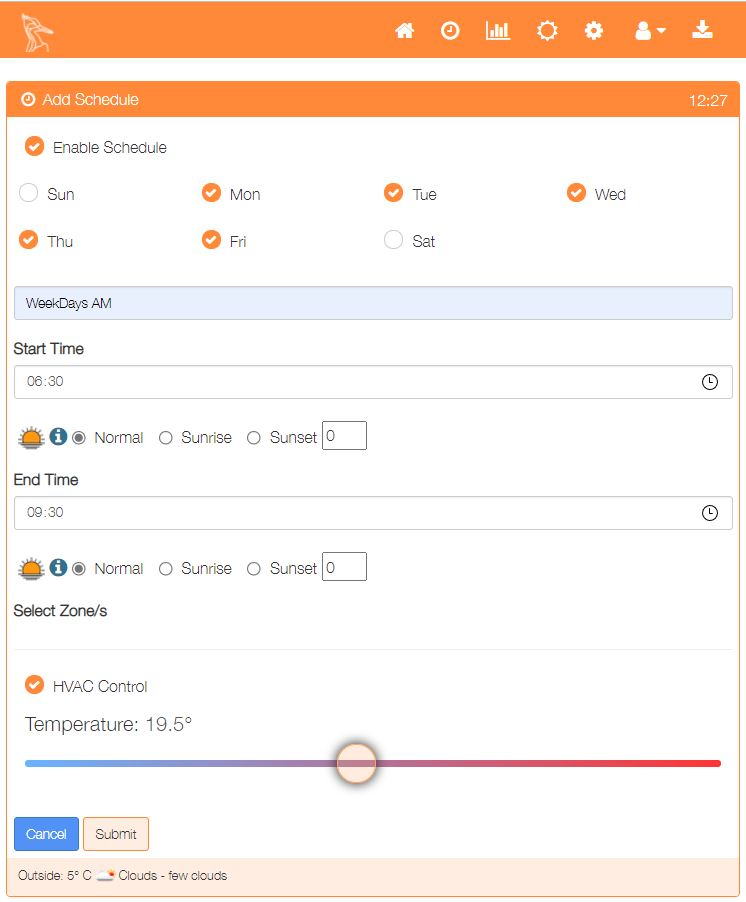 Add Schedule 12:27
Enable Schedule
Sun Mon Tue Wed
Thu Fri Sat
WeekDays AM
Start Time
06:30
i Normal Sunrise Sunset 0
End Time
09:30
i Normal Sunrise Sunset 0
Select Zone/s
HVAC Control
Temperature: 19.5°
Cancel Submit
Outside: 5° C Clouds - few clouds